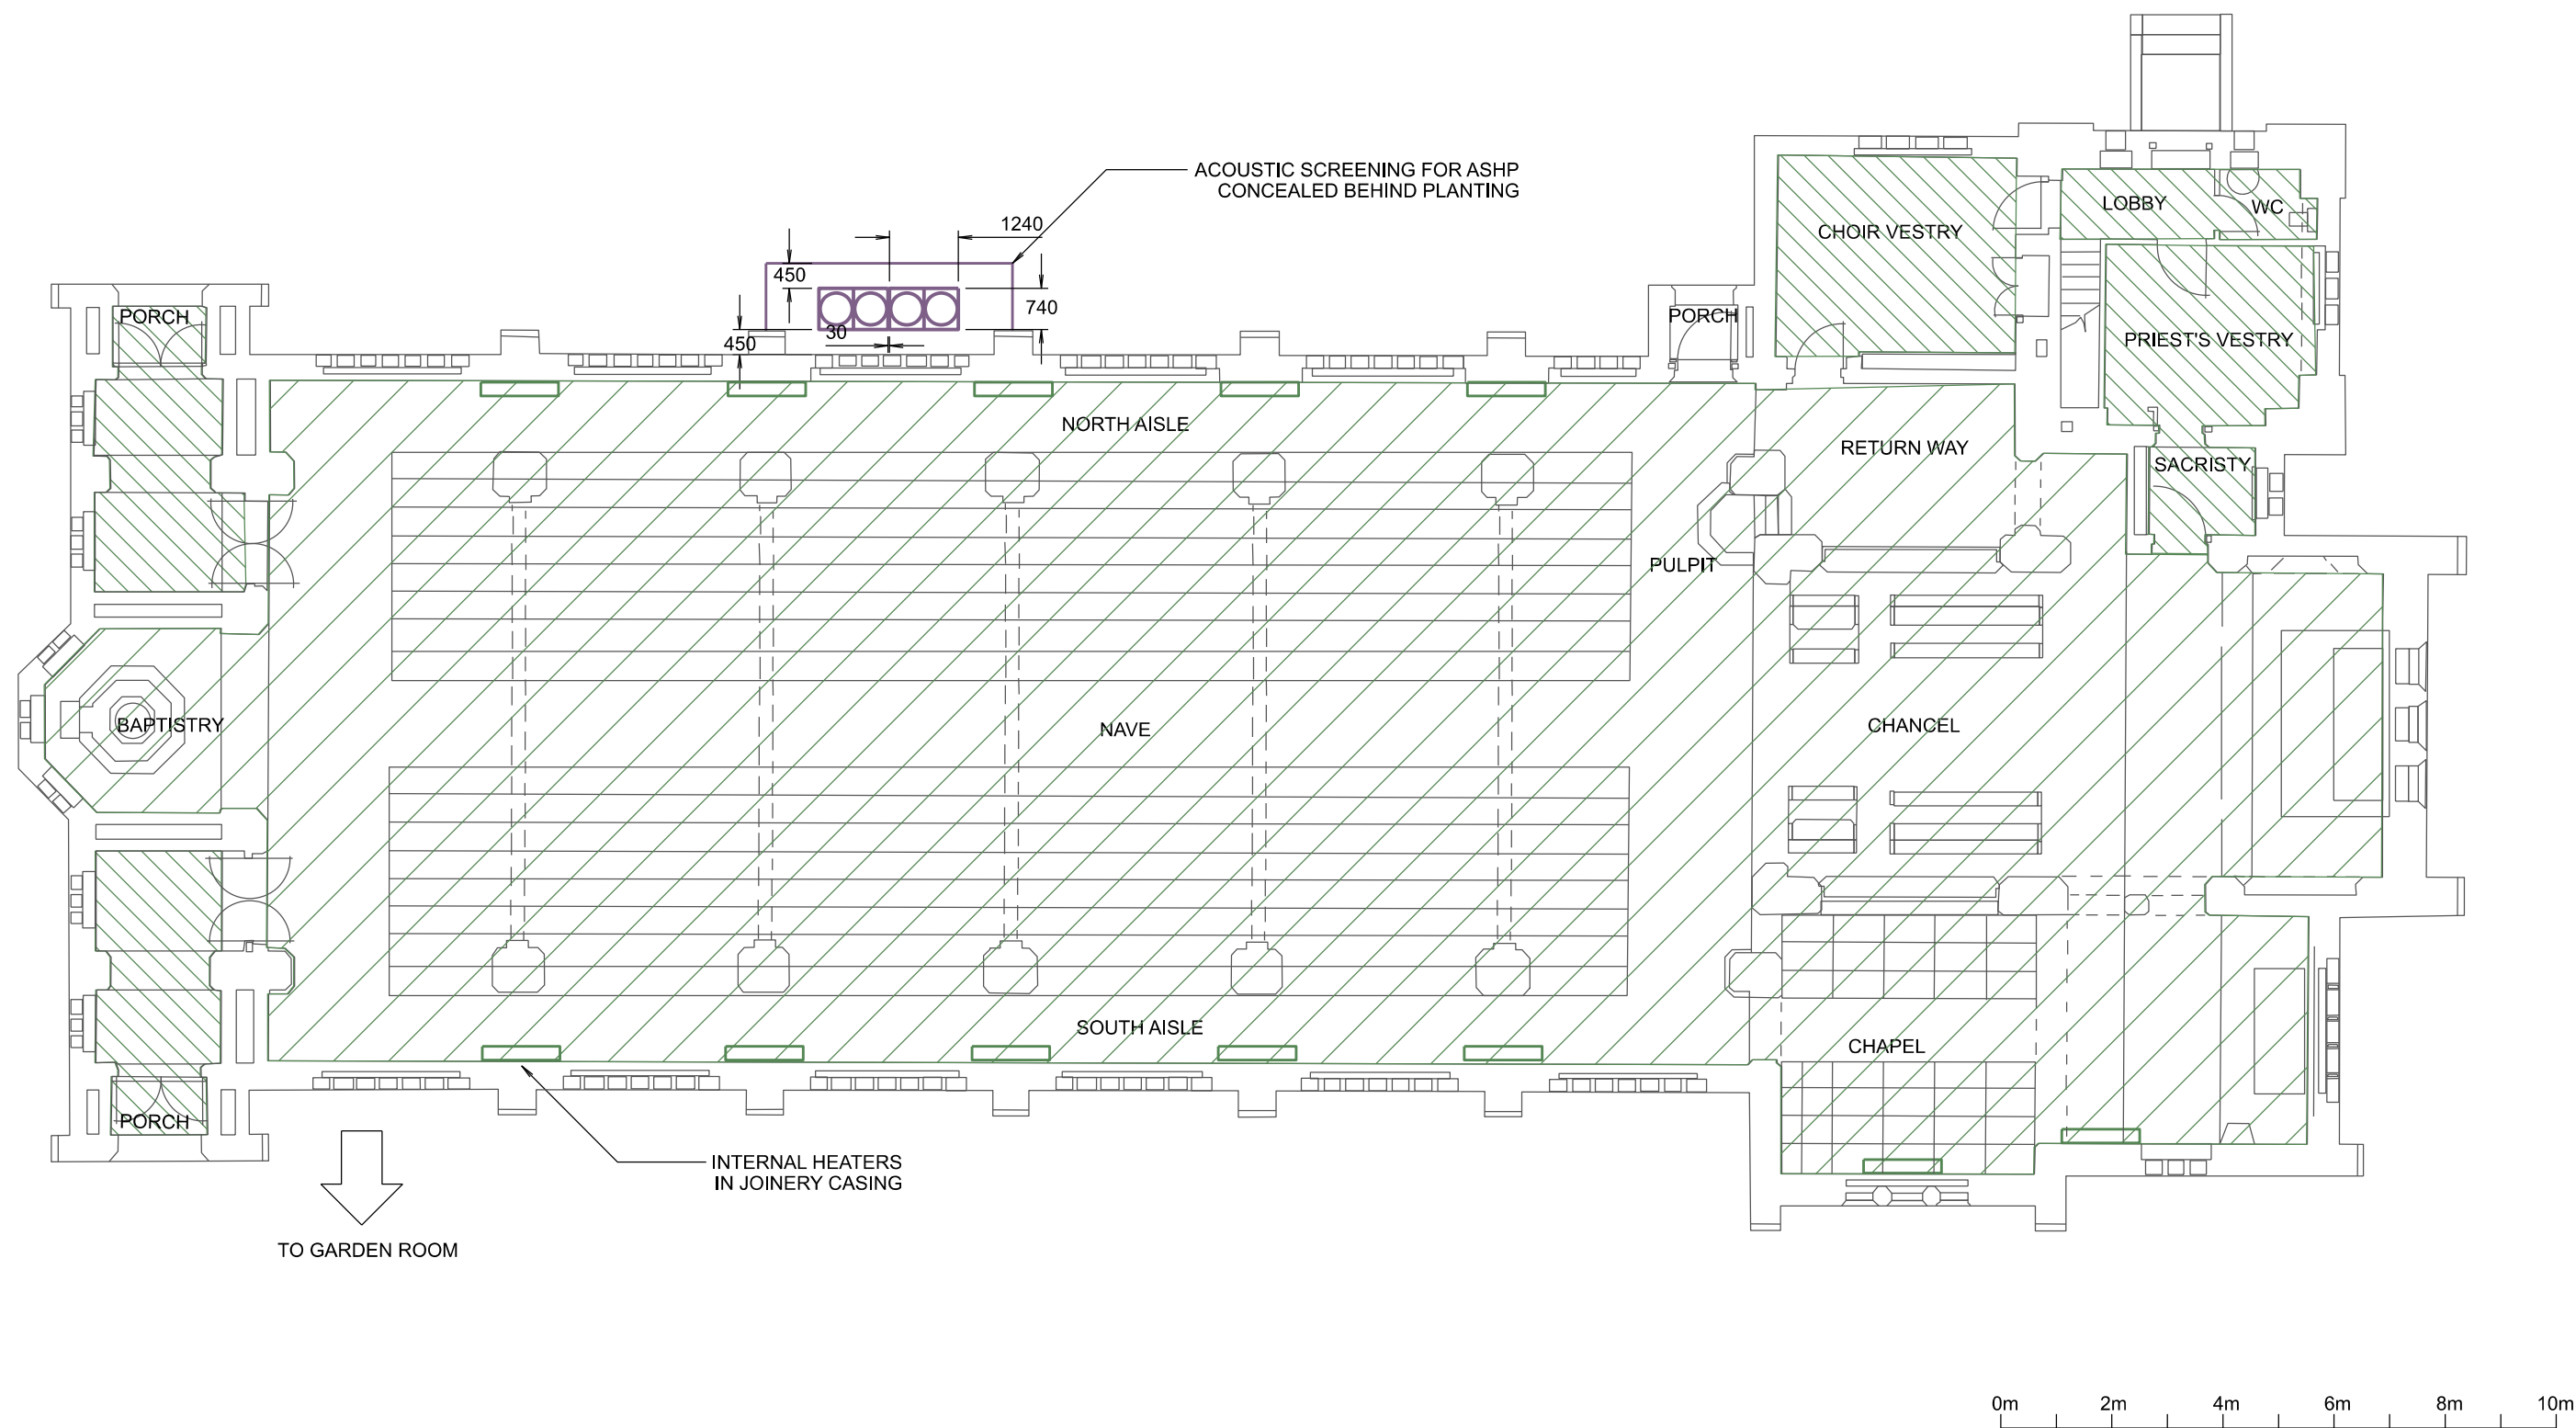 ACOUSTIC SCREENING FOR ASHP
CONCEALED BEHIND PLANTING
1240
450
740
30
450
PORCH
PORCH
CHOIR VESTRY
LOBBY
WC
PRIEST'S VESTRY
NORTH AISLE
RETURN WAY
SACRISTY
PULPIT
BAPTISTRY
NAVE
CHANCEL
SOUTH AISLE
CHAPEL
PORCH
INTERNAL HEATERS
IN JOINERY CASING
TO GARDEN ROOM
0m 2m 4m 6m 8m 10m